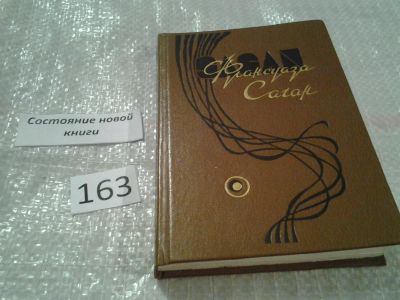 Состояние новой
книги
163
Франсуаза
Саган